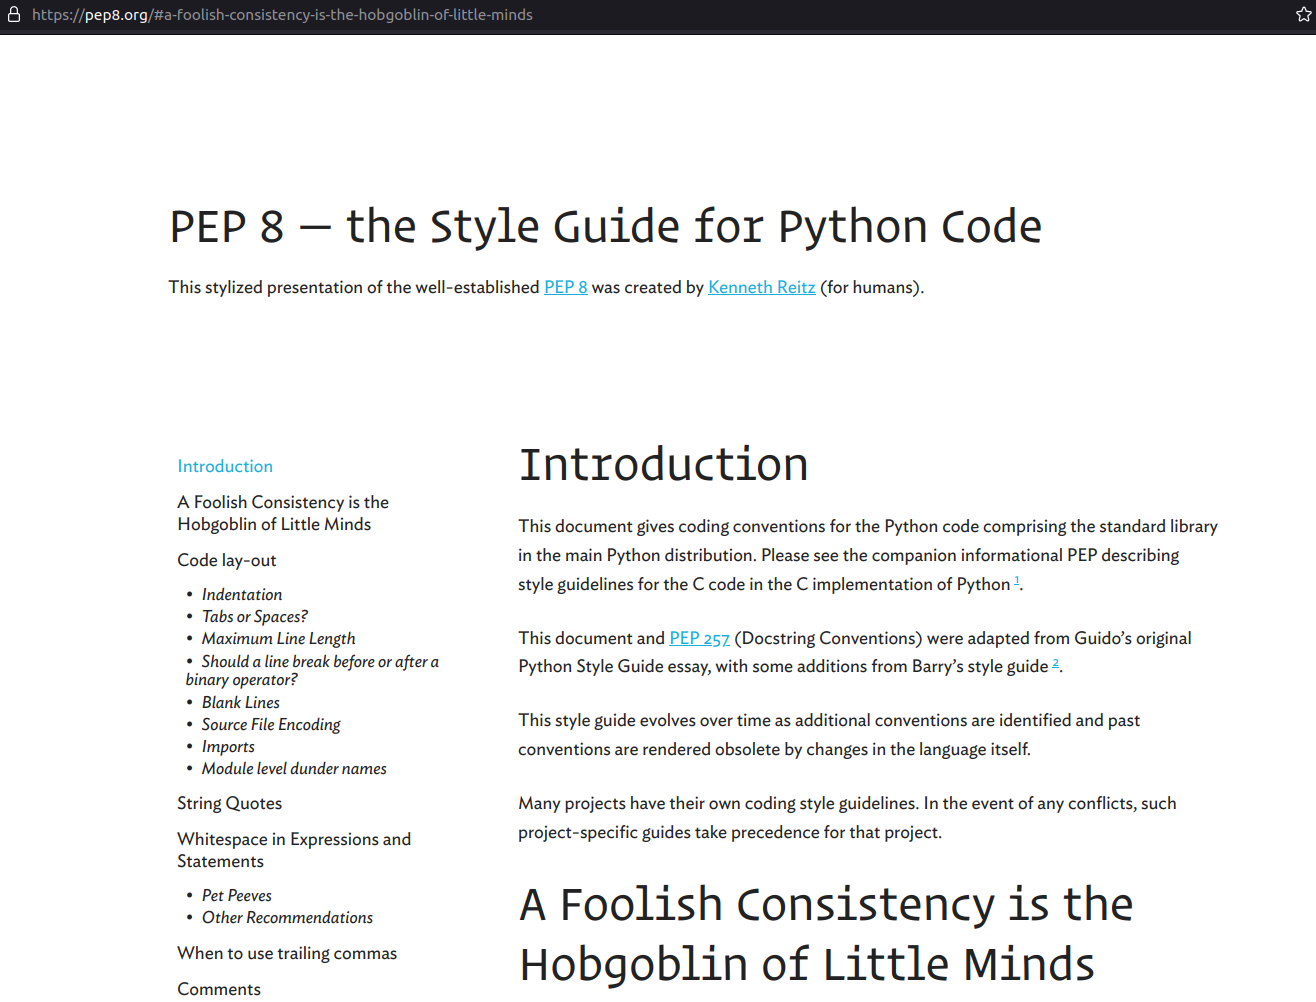 https://pep8.org/#a-foolish-consistency-is-the-hobgoblin-of-little-minds
PEP 8 — the Style Guide for Python Code
This stylized presentation of the well-established PEP 8 was created by Kenneth Reitz (for humans).
Introduction
A Foolish Consistency is the
Hobgoblin of Little Minds
Code lay-out
• Indentation
• Tabs or Spaces?
• Maximum Line Length
• Should a line break before or after a
binary operator?
• Blank Lines
• Source File Encoding
• Imports
• Module level dunder names
String Quotes
Whitespace in Expressions and
Statements
• Pet Peeves
• Other Recommendations
When to use trailing commas
Comments
Introduction
This document gives coding conventions for the Python code comprising the standard library
in the main Python distribution. Please see the companion informational PEP describing
style guidelines for the C code in the C implementation of Python 1.
This document and PEP 257 (Docstring Conventions) were adapted from Guido’s original
Python Style Guide essay, with some additions from Barry’s style guide 2.
This style guide evolves over time as additional conventions are identified and past
conventions are rendered obsolete by changes in the language itself.
Many projects have their own coding style guidelines. In the event of any conflicts, such
project-specific guides take precedence for that project.
A Foolish Consistency is the
Hobgoblin of Little Minds